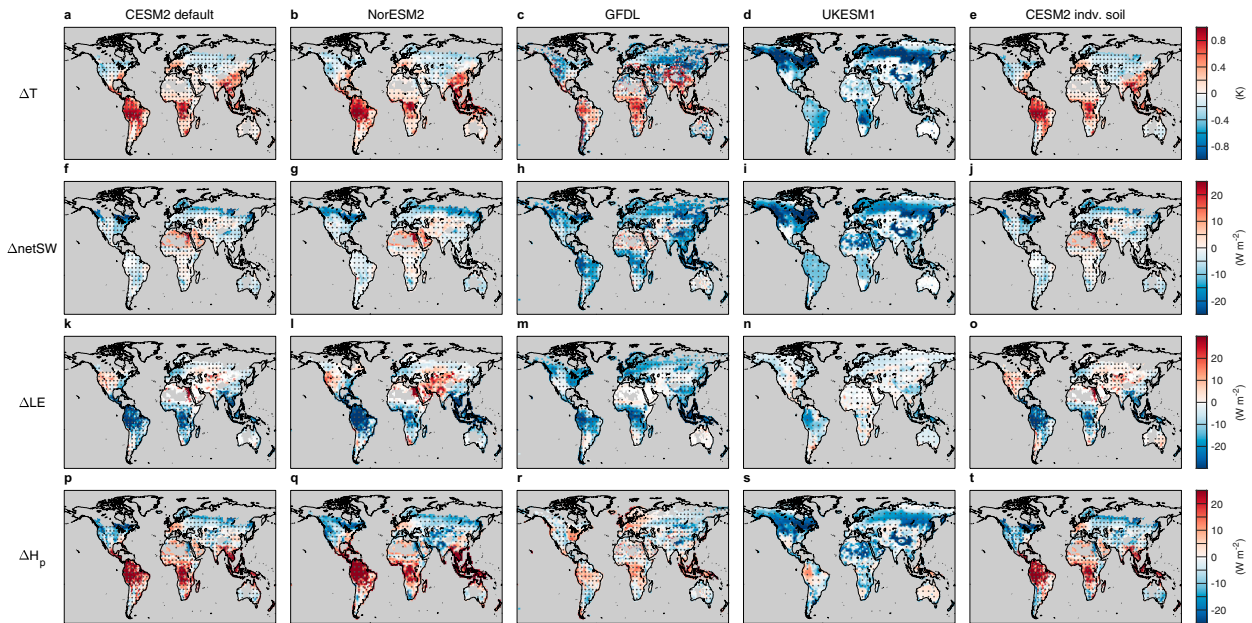 CESM2 default NorESM2 GFDL UKESM1 CESM2 indv. soil
a b c d e
ΔT
0.8
0.4
0
-0.4
-0.8
(K)
f g h i j
ΔnetSW
20
10
0
-10
-20
(W m⁻²)
k l m n o
ΔLE
20
10
0
-10
-20
(W m⁻²)
p q r s t
ΔHₚ
20
10
0
-10
-20
(W m⁻²)